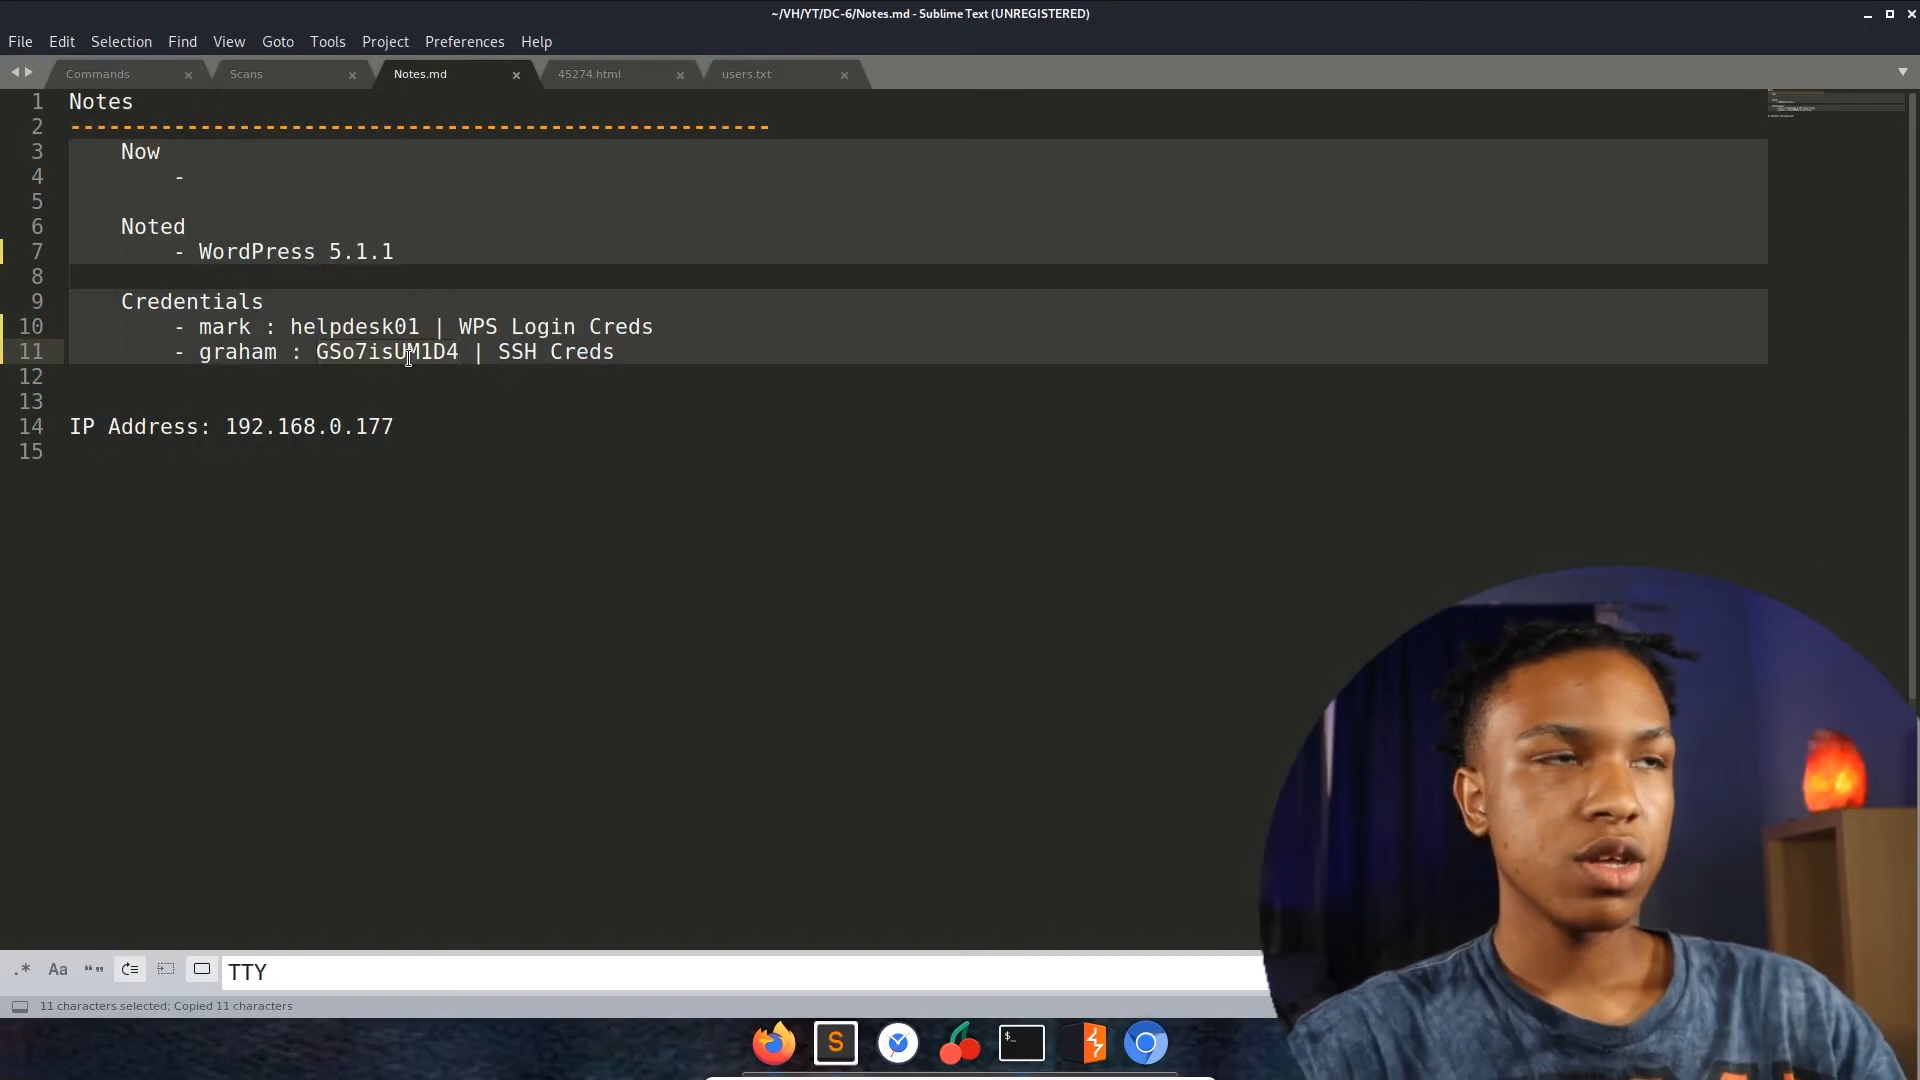 ~/VH/YT/DC-6/Notes.md - Sublime Text (UNREGISTERED)
File Edit Selection Find View Goto Tools Project Preferences Help
Commands Scans Notes.md 45274.html users.txt
1 Notes
2 ------------------------------------------------------
3 Now
4 -
5
6 Noted
7 - WordPress 5.1.1
8
9 Credentials
10 - mark : helpdesk01 | WPS Login Creds
11 - graham : GSo7isUM1D4 | SSH Creds
12
13
14 IP Address: 192.168.0.177
15
.* Aa “” TTY
11 characters selected; Copied 11 characters
S $_